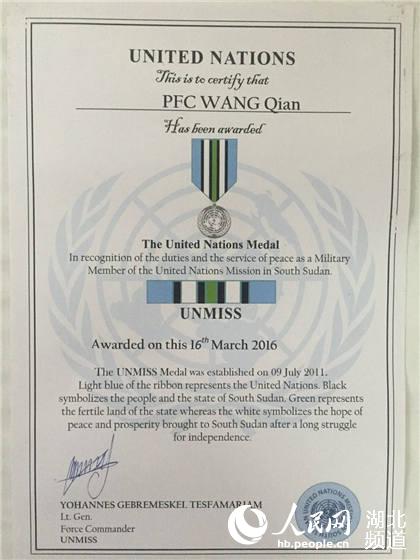 UNITED NATIONS
This is to certify that
PFC WANG Qian
Has been awarded
The United Nations Medal
In recognition of the duties and the service of peace as a Military
Member of the United Nations Mission in South Sudan.
UNMISS
Awarded on this 16th March 2016
The UNMISS Medal was established on 09 July 2011.
Light blue of the ribbon represents the United Nations. Black
symbolizes the people and the state of South Sudan. Green represents
the fertile land of the state whereas the white symbolizes the hope of
peace and prosperity brought to South Sudan after a long struggle
for independence.
YOHANNES GEBREMESKEL TESFAMARIAM
Lt. Gen.
Force Commander
UNMISS
UNITED NATIONS
人民网 湖北
频道
hb.people.cn